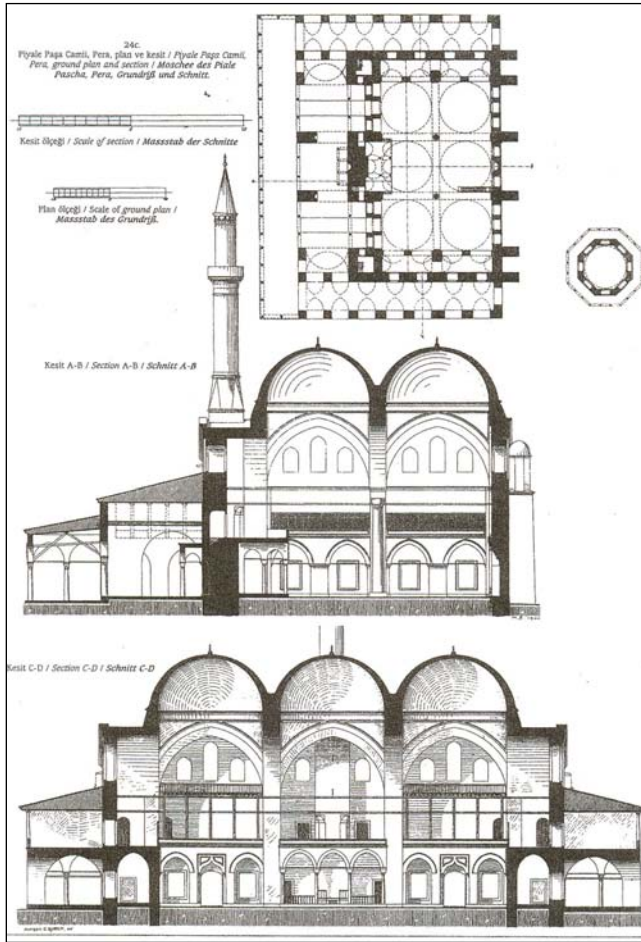 24c.
Piyale Paşa Camii, Pera, plan ve kesit / Piyale Paşa Camii,
Pera, ground plan and section / Moschee des Piale
Pascha, Pera, Grundriß und Schnitt.
Kesit ölçeği / Scale of section / Massstab der Schnitte
Plan ölçeği / Scale of ground plan /
Massstab des Grundriß.
Kesit A-B / Section A-B / Schnitt A-B
Kesit C-D / Section C-D / Schnitt C-D